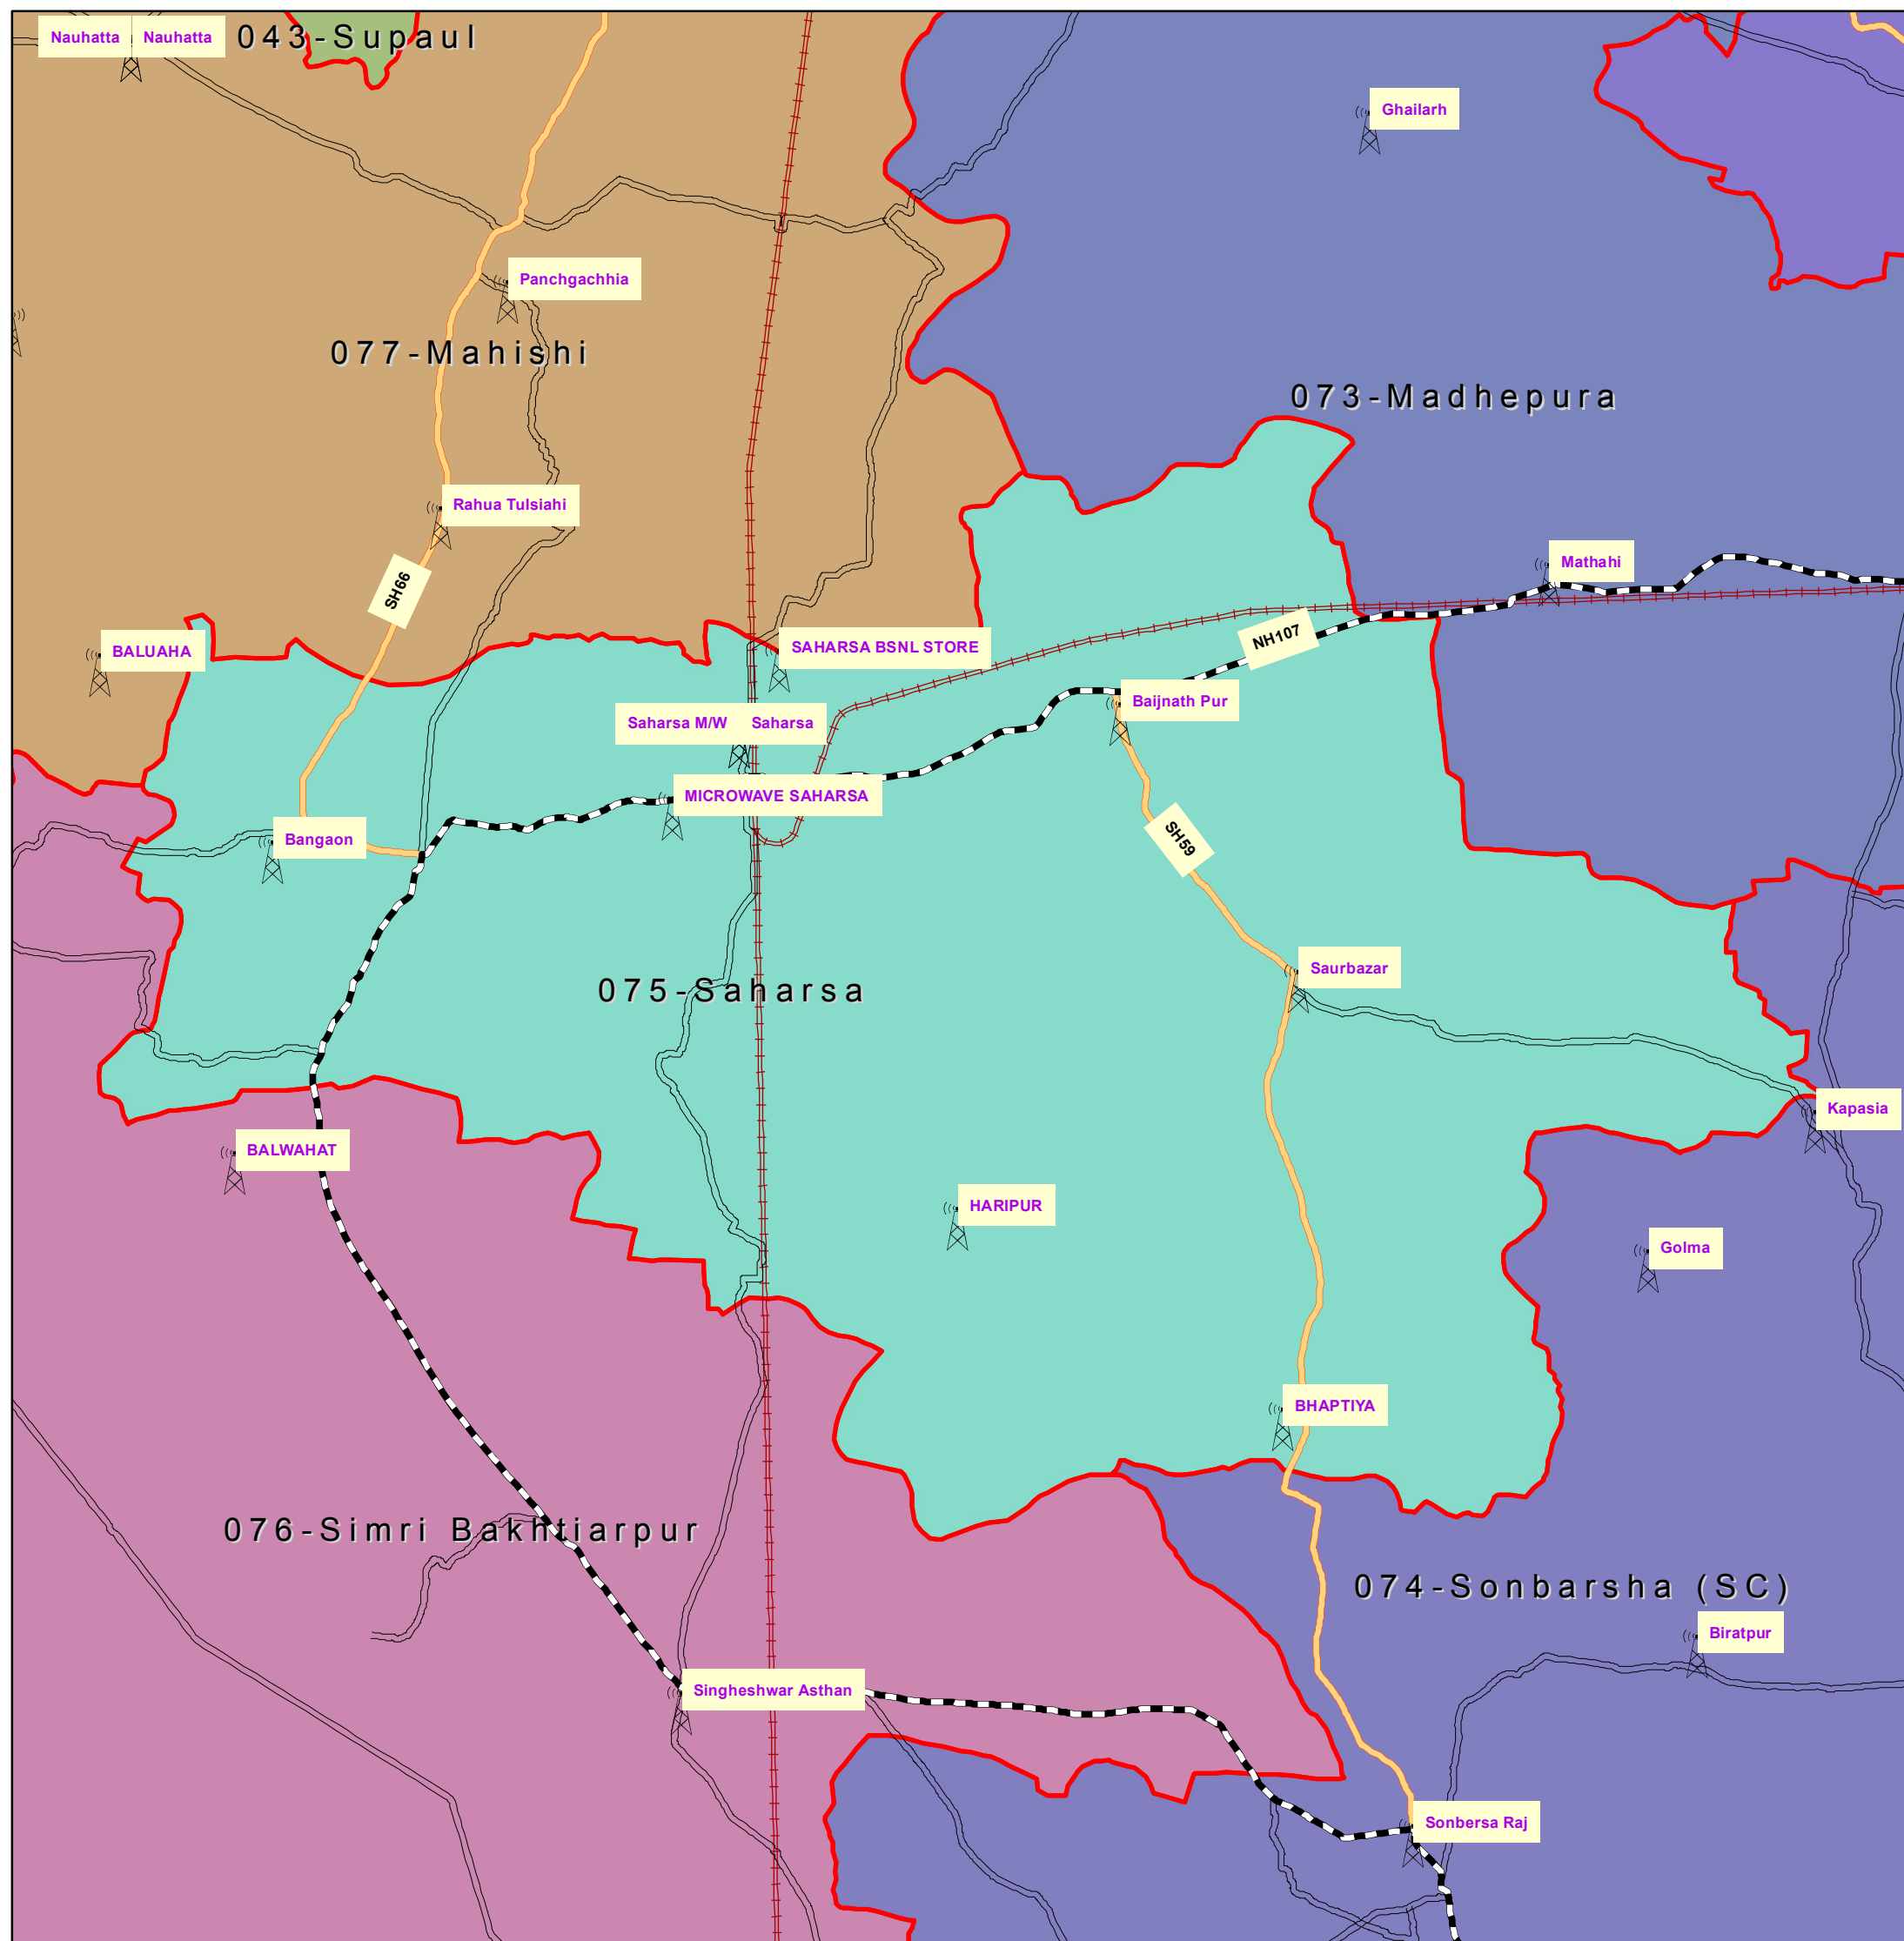 Nauhatta
Nauhatta
043-Supaul
Ghailarh
Panchgachhia
077-Mahishi
073-Madhepura
Rahua Tulsiahi
Mathahi
SH66
NH107
BALUAHA
SAHARSA BSNL STORE
Baijnath Pur
Saharsa M/W
Saharsa
MICROWAVE SAHARSA
Bangaon
SH59
Saurbazar
075-Saharsa
Kapasia
BALWAHAT
HARIPUR
Golma
BHAPTIYA
076-Simri Bakhtiarpur
074-Sonbarsha (SC)
Biratpur
Singheshwar Asthan
Sonbersa Raj